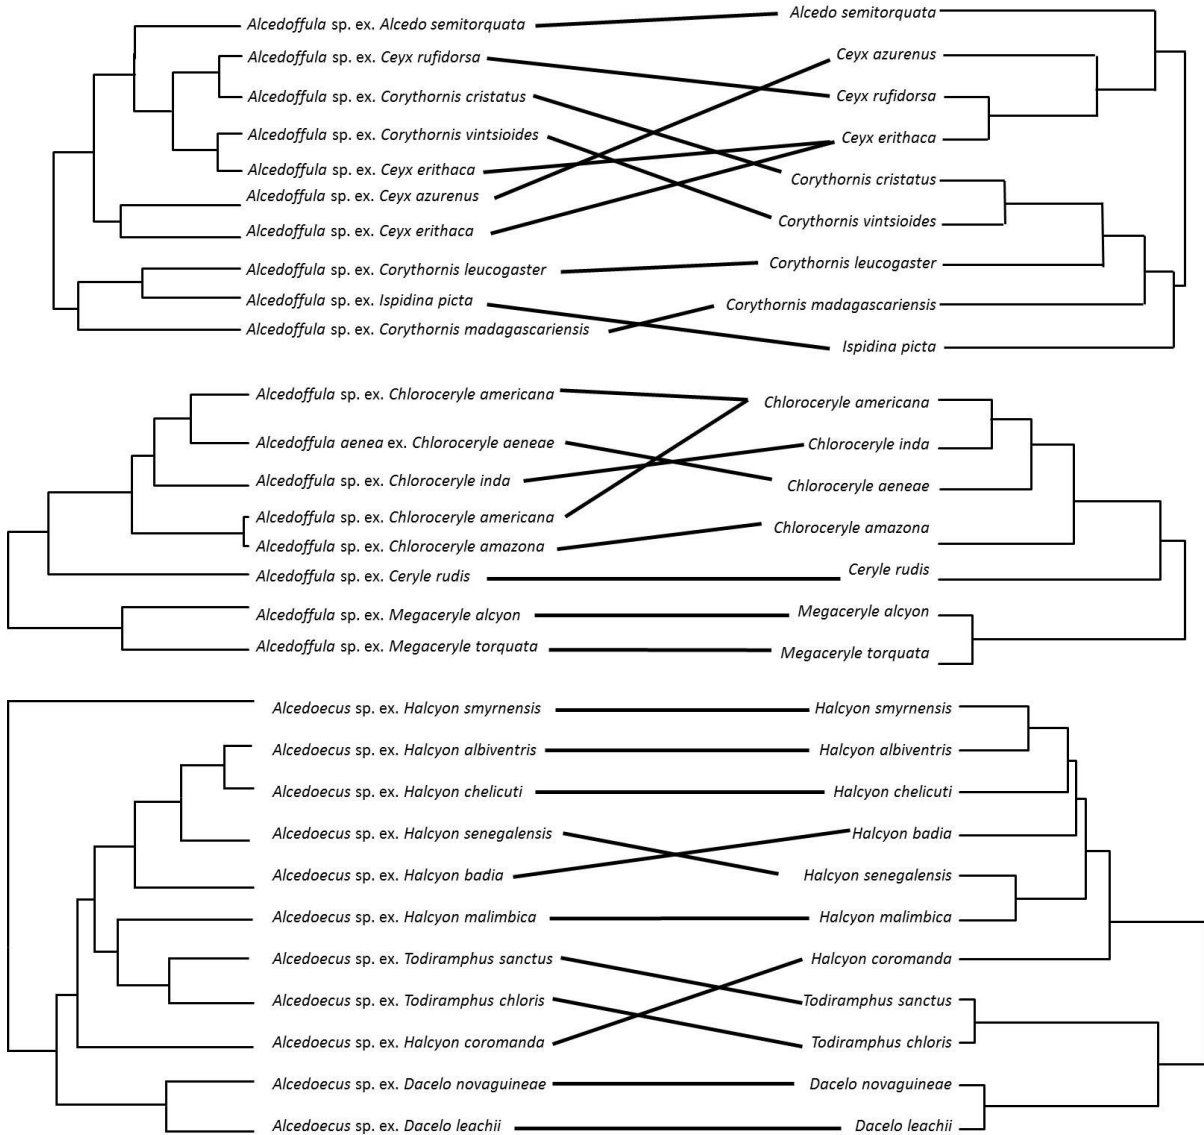 Alcedoffula sp. ex. Alcedo semitorquata
Alcedoffula sp. ex. Ceyx rufidorsa
Alcedoffula sp. ex. Corythornis cristatus
Alcedoffula sp. ex. Corythornis vintsioides
Alcedoffula sp. ex. Ceyx erithaca
Alcedoffula sp. ex. Ceyx azurenus
Alcedoffula sp. ex. Ceyx erithaca
Alcedoffula sp. ex. Corythornis leucogaster
Alcedoffula sp. ex. Ispidina picta
Alcedoffula sp. ex. Corythornis madagascariensis
Alcedo semitorquata
Ceyx azurenus
Ceyx rufidorsa
Ceyx erithaca
Corythornis cristatus
Corythornis vintsioides
Corythornis leucogaster
Corythornis madagascariensis
Ispidina picta
Alcedoffula sp. ex. Chloroceryle americana
Alcedoffula aenea ex. Chloroceryle aeneae
Alcedoffula sp. ex. Chloroceryle inda
Alcedoffula sp. ex. Chloroceryle americana
Alcedoffula sp. ex. Chloroceryle amazona
Alcedoffula sp. ex. Ceryle rudis
Alcedoffula sp. ex. Megaceryle alcyon
Alcedoffula sp. ex. Megaceryle torquata
Chloroceryle americana
Chloroceryle inda
Chloroceryle aeneae
Chloroceryle amazona
Ceryle rudis
Megaceryle alcyon
Megaceryle torquata
Alcedoecus sp. ex. Halcyon smyrnensis
Alcedoecus sp. ex. Halcyon albiventris
Alcedoecus sp. ex. Halcyon chelicuti
Alcedoecus sp. ex. Halcyon senegalensis
Alcedoecus sp. ex. Halcyon badia
Alcedoecus sp. ex. Halcyon malimbica
Alcedoecus sp. ex. Todiramphus sanctus
Alcedoecus sp. ex. Todiramphus chloris
Alcedoecus sp. ex. Halcyon coromanda
Alcedoecus sp. ex. Dacelo novaguineae
Alcedoecus sp. ex. Dacelo leachii
Halcyon smyrnensis
Halcyon albiventris
Halcyon chelicuti
Halcyon badia
Halcyon senegalensis
Halcyon malimbica
Halcyon coromanda
Todiramphus sanctus
Todiramphus chloris
Dacelo novaguineae
Dacelo leachii